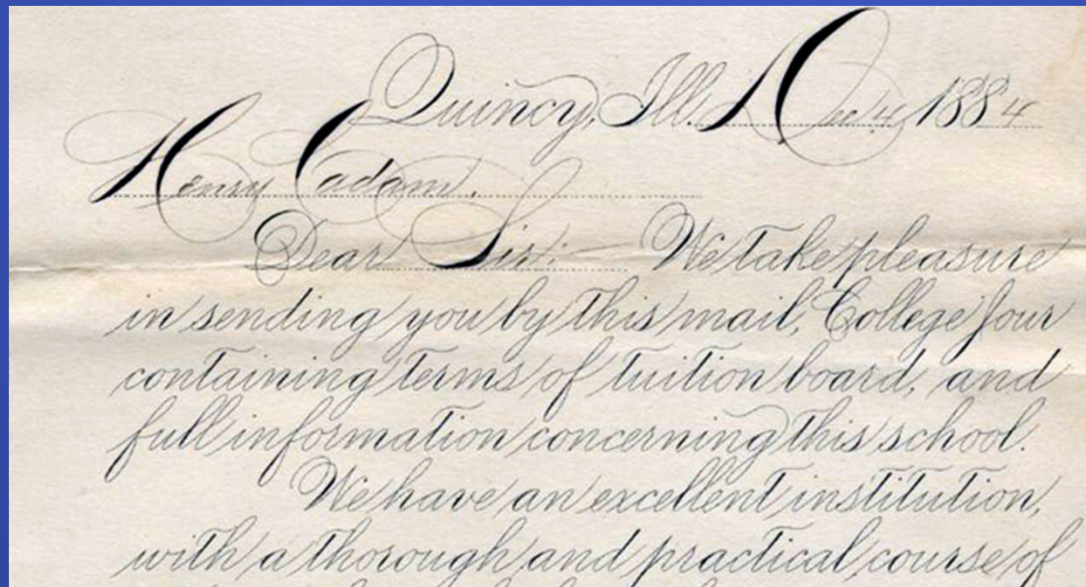 Quincy, Ill. Dec 4 1884
Henry Eadam.
Dear Sir: — We take pleasure
in sending you by this mail, College Jour
containing terms of tuition board, and
full information concerning this school.
We have an excellent institution,
with a thorough and practical course of